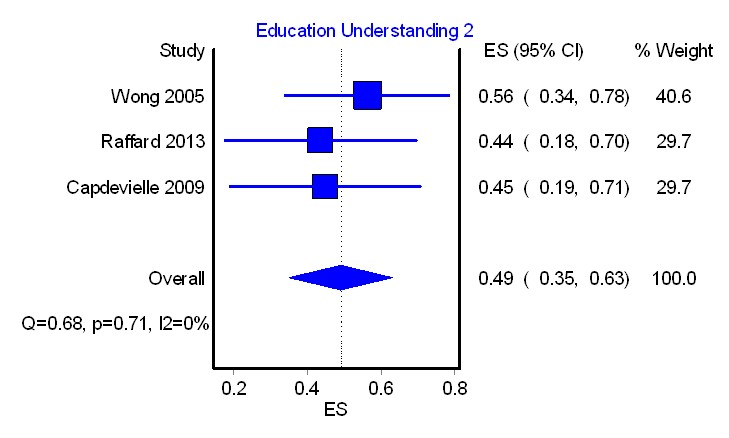 Education Understanding 2
Study ES (95% CI) % Weight
Wong 2005 0.56 ( 0.34, 0.78) 40.6
Raffard 2013 0.44 ( 0.18, 0.70) 29.7
Capdevielle 2009 0.45 ( 0.19, 0.71) 29.7
Overall 0.49 ( 0.35, 0.63) 100.0
Q=0.68, p=0.71, I2=0%
0.2 0.4 0.6 0.8
ES